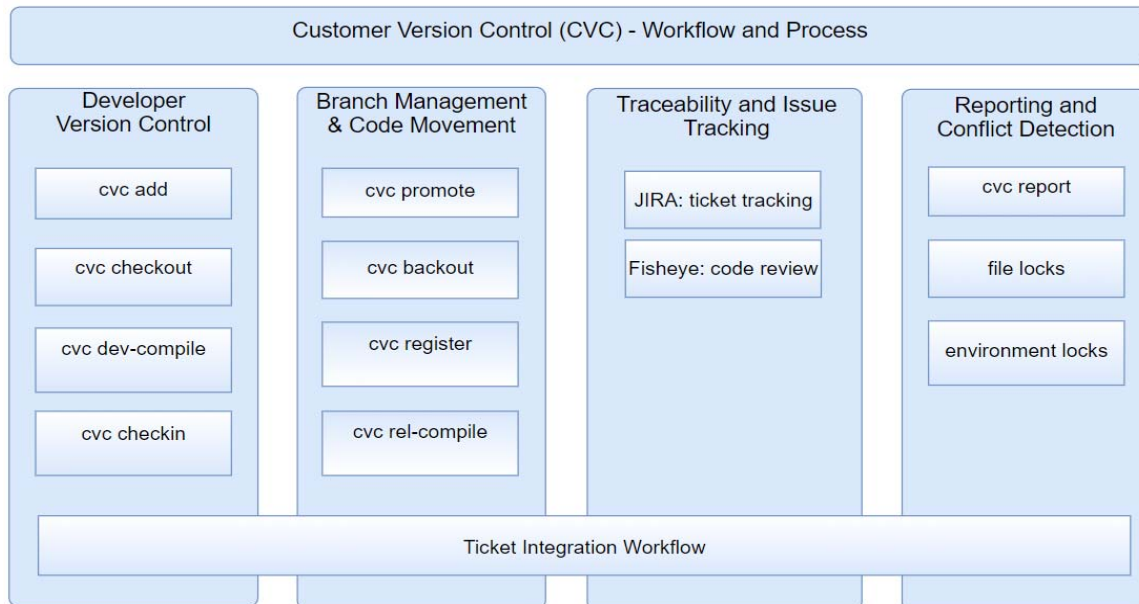 Customer Version Control (CVC) - Workflow and Process
Developer
Version Control
cvc add
cvc checkout
cvc dev-compile
cvc checkin
Branch Management
& Code Movement
cvc promote
cvc backout
cvc register
cvc rel-compile
Traceability and Issue
Tracking
JIRA: ticket tracking
Fisheye: code review
Reporting and
Conflict Detection
cvc report
file locks
environment locks
Ticket Integration Workflow